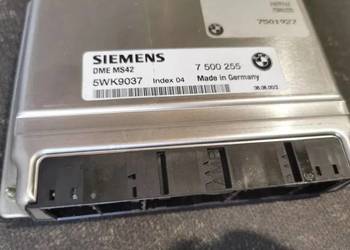 7501927
SIEMENS
DME MS42 7 500 255
5WK9037 Index 04 Made in Germany